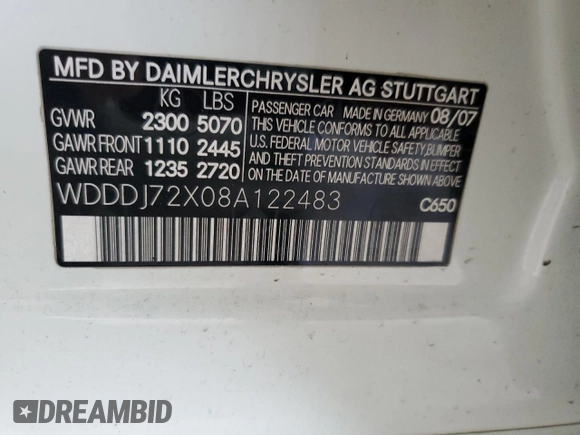 MFD BY DAIMLERCHRYSLER AG STUTTGART
KG LBS
GVWR 2300 5070
GAWR FRONT 1110 2445
GAWR REAR 1235 2720
PASSENGER CAR MADE IN GERMANY 08/07
THIS VEHICLE CONFORMS TO ALL APPLICABLE
U.S. FEDERAL MOTOR VEHICLE SAFETY, BUMPER
AND THEFT PREVENTION STANDARDS IN EFFECT
ON THE DATE OF MANUFACTURE SHOWN ABOVE
WDDDJ72X08A122483
C650
DREAMBID